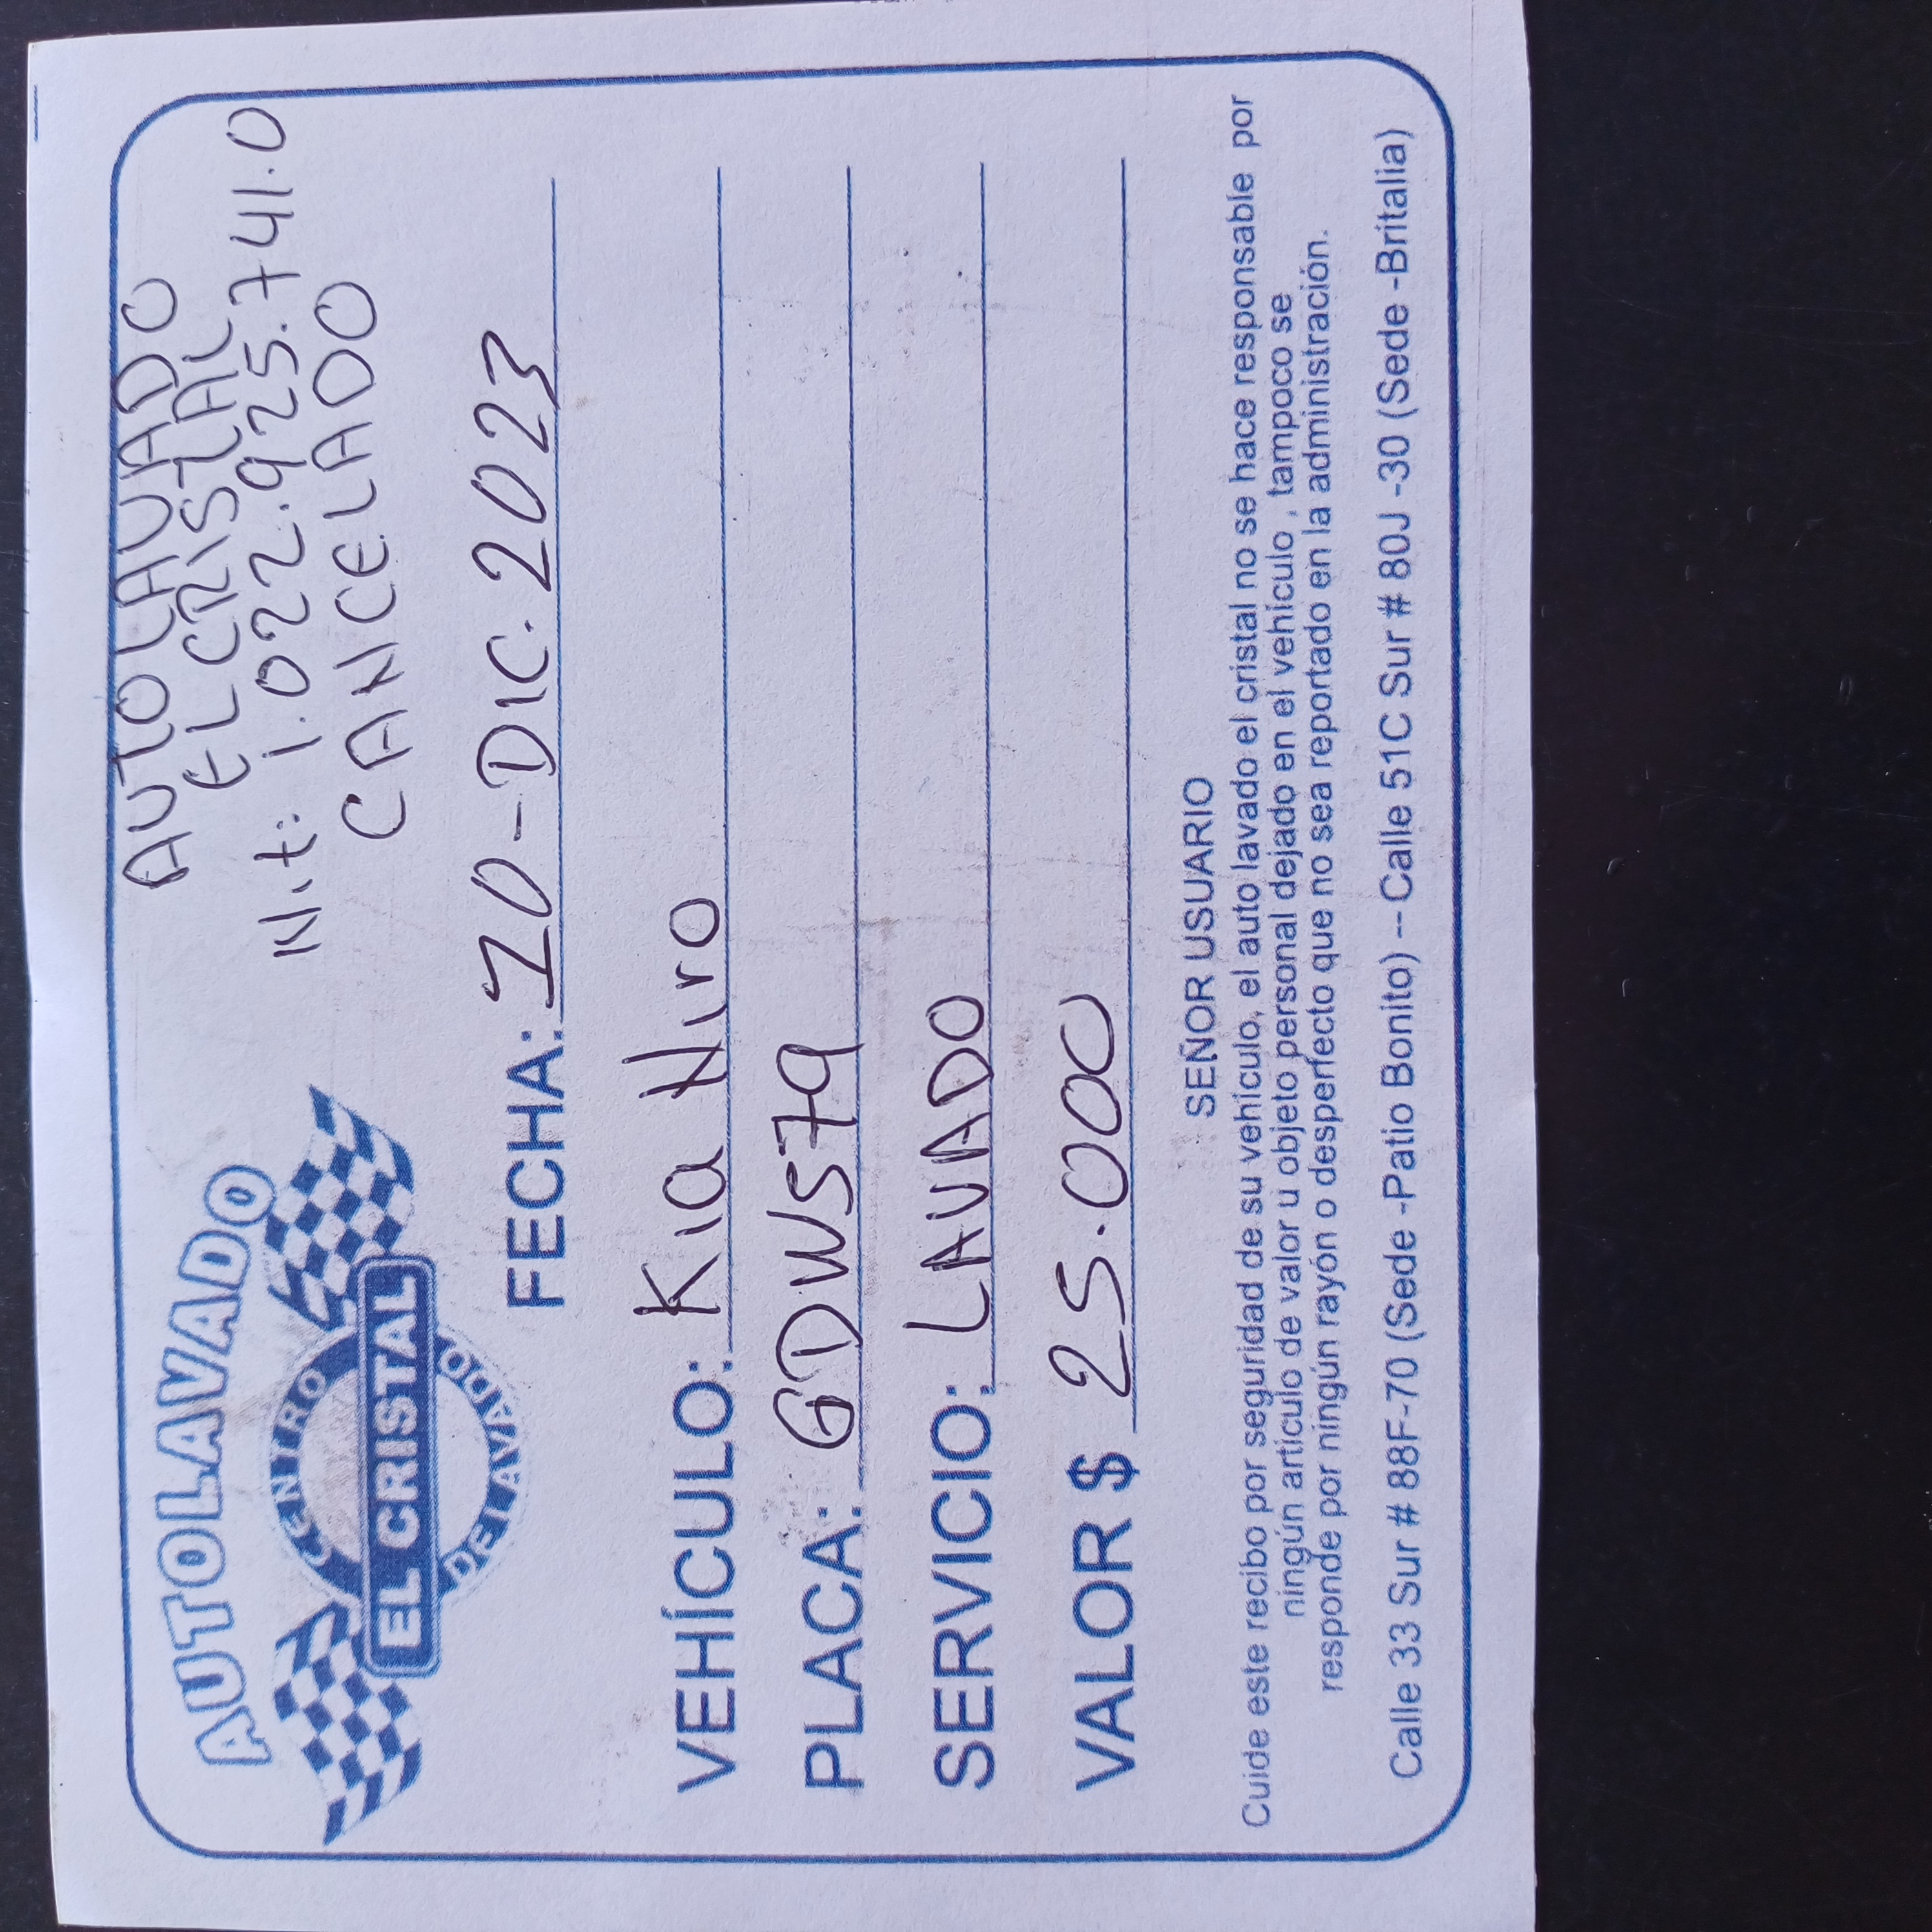 AUTOLAVADO
CENTRO
EL CRISTAL
DE LAVADO
AUTO LAVADO
EL CRISTAL
Nit: 1.022.925.741.0
CANCELADO
FECHA: 20-DIC.2023
VEHÍCULO: Kia Niro
PLACA: GDW579
SERVICIO: LAVADO
VALOR $ 25.000
SEÑOR USUARIO
Cuide este recibo por seguridad de su vehículo, el auto lavado el cristal no se hace responsable por
ningún artículo de valor u objeto personal dejado en el vehículo , tampoco se
responde por ningún rayón o desperfecto que no sea reportado en la administración.
Calle 33 Sur # 88F-70 (Sede -Patio Bonito) --Calle 51C Sur # 80J -30 (Sede -Britalia)